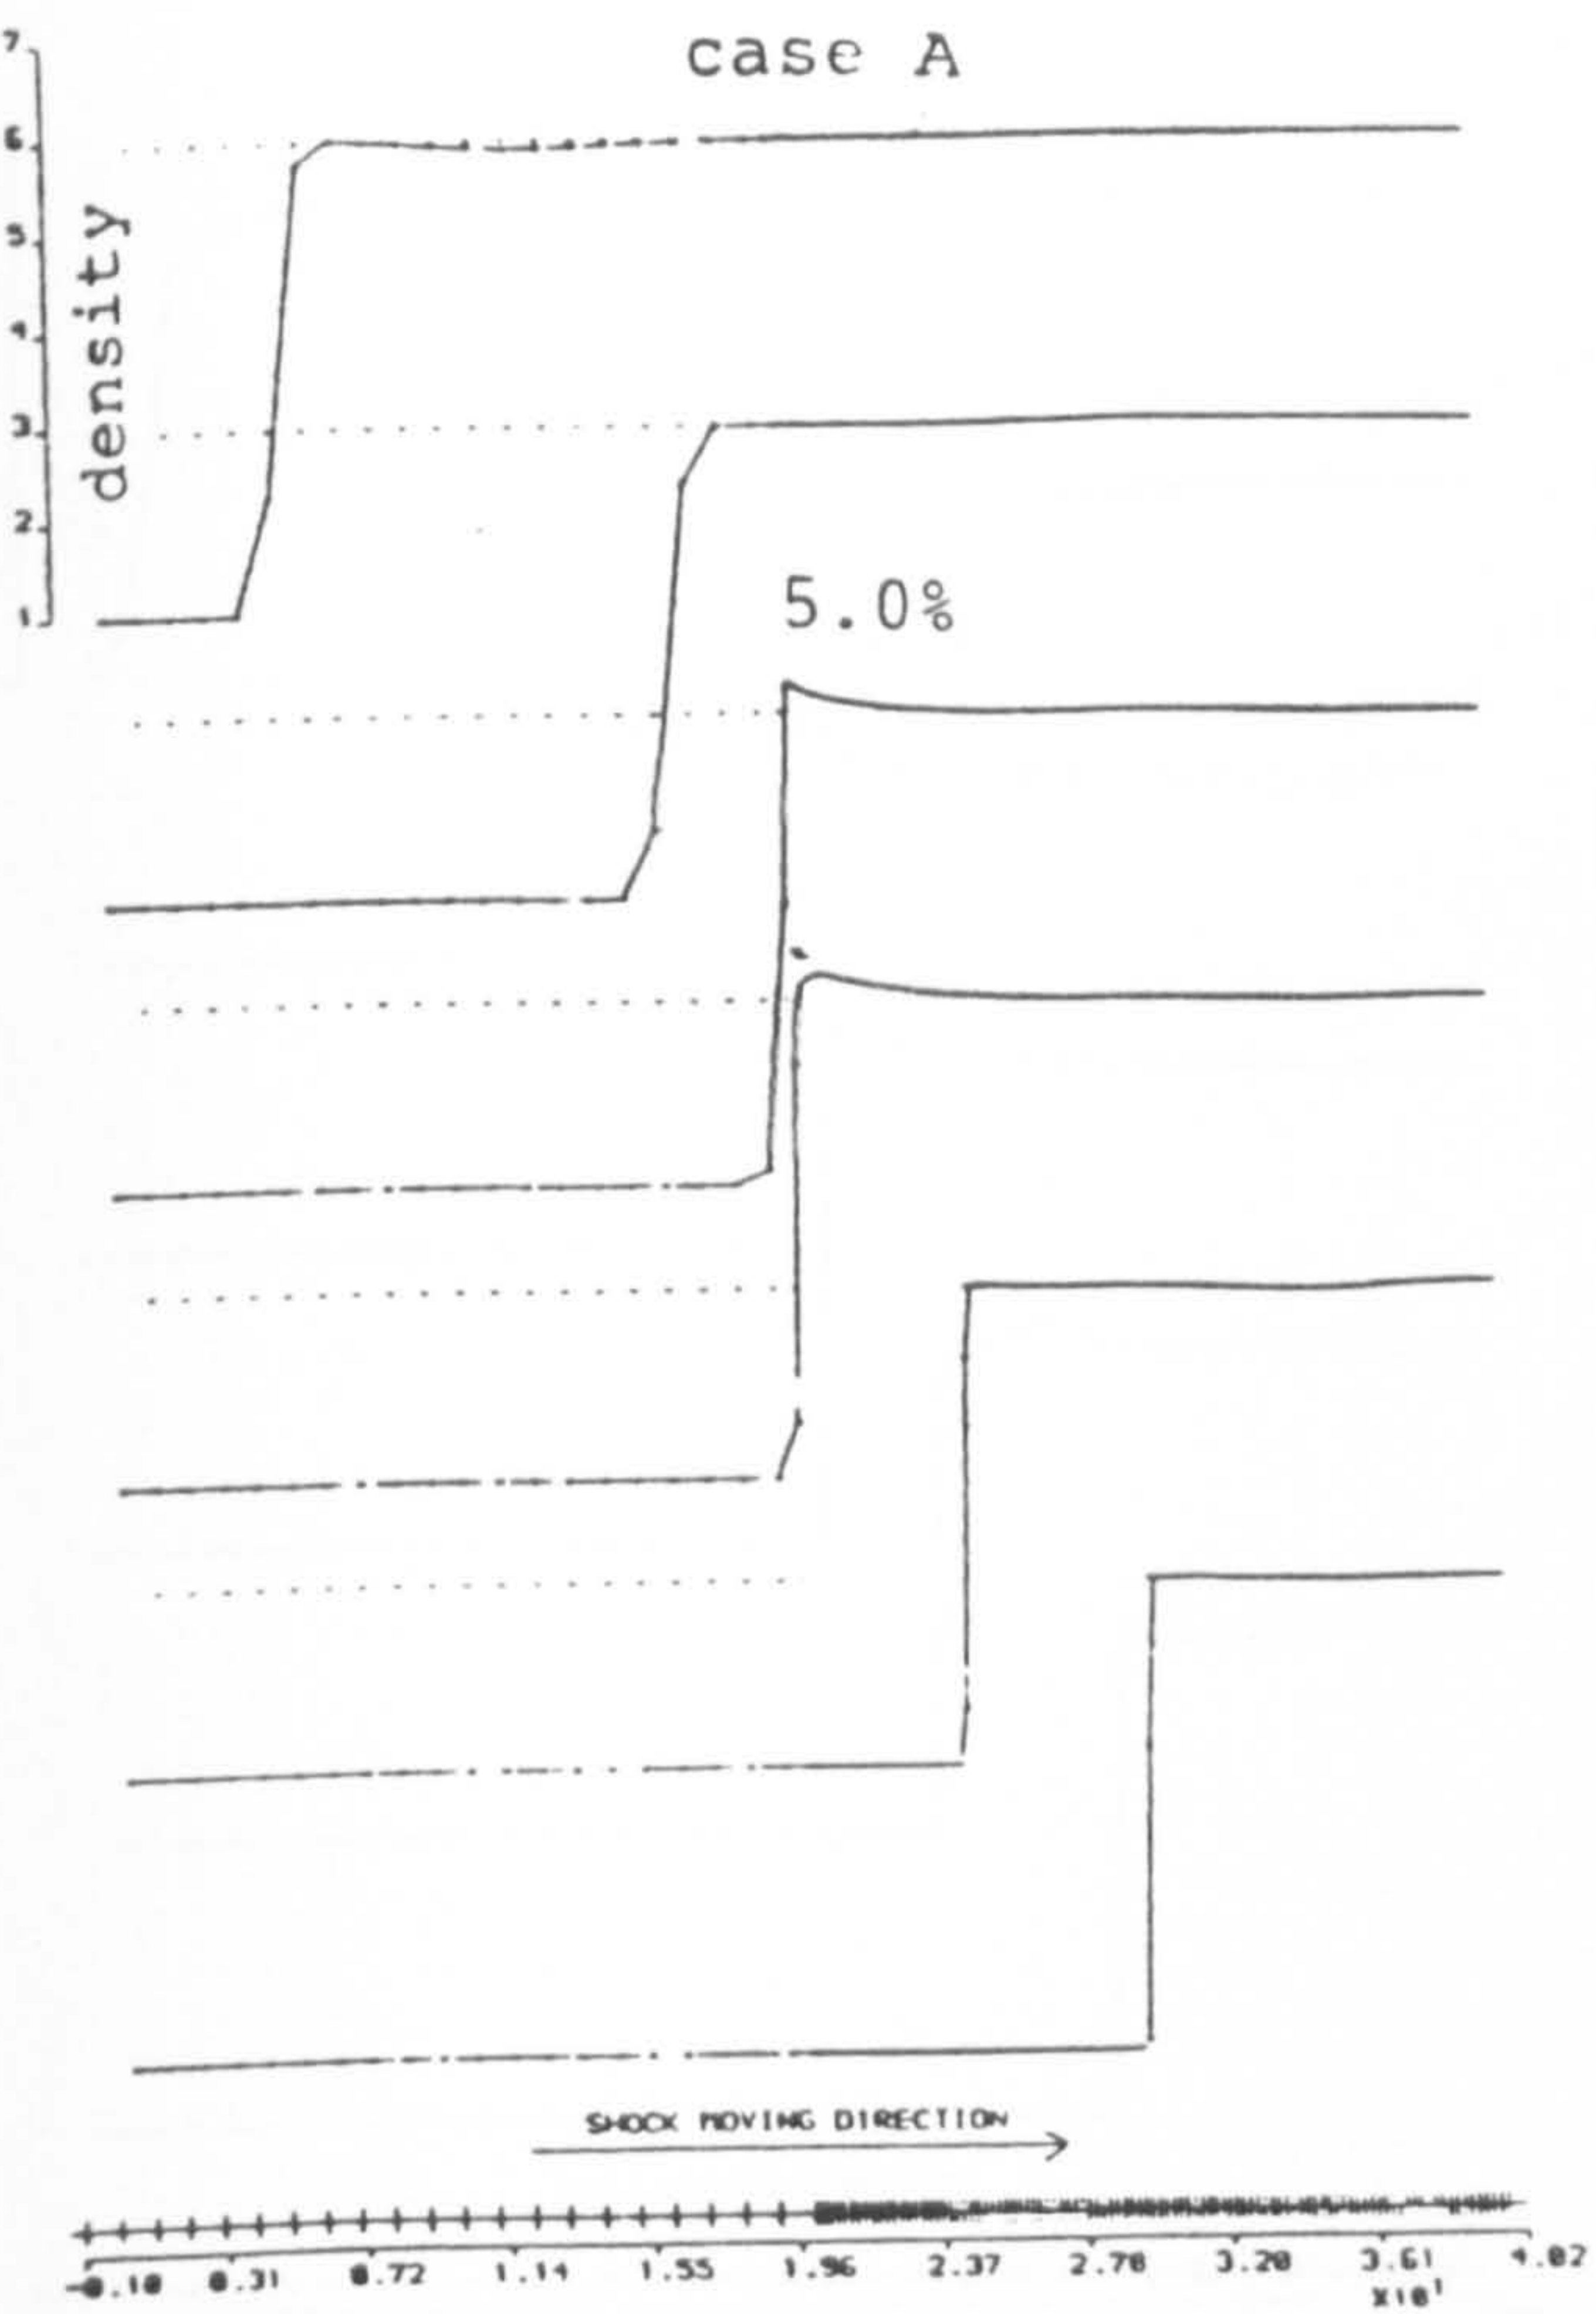 case A
7
6
5
4
3
2
1
density
5.0%
SHOCK MOVING DIRECTION
-0.10 0.31 0.72 1.14 1.55 1.96 2.37 2.78 3.20 3.61 4.02
X10¹